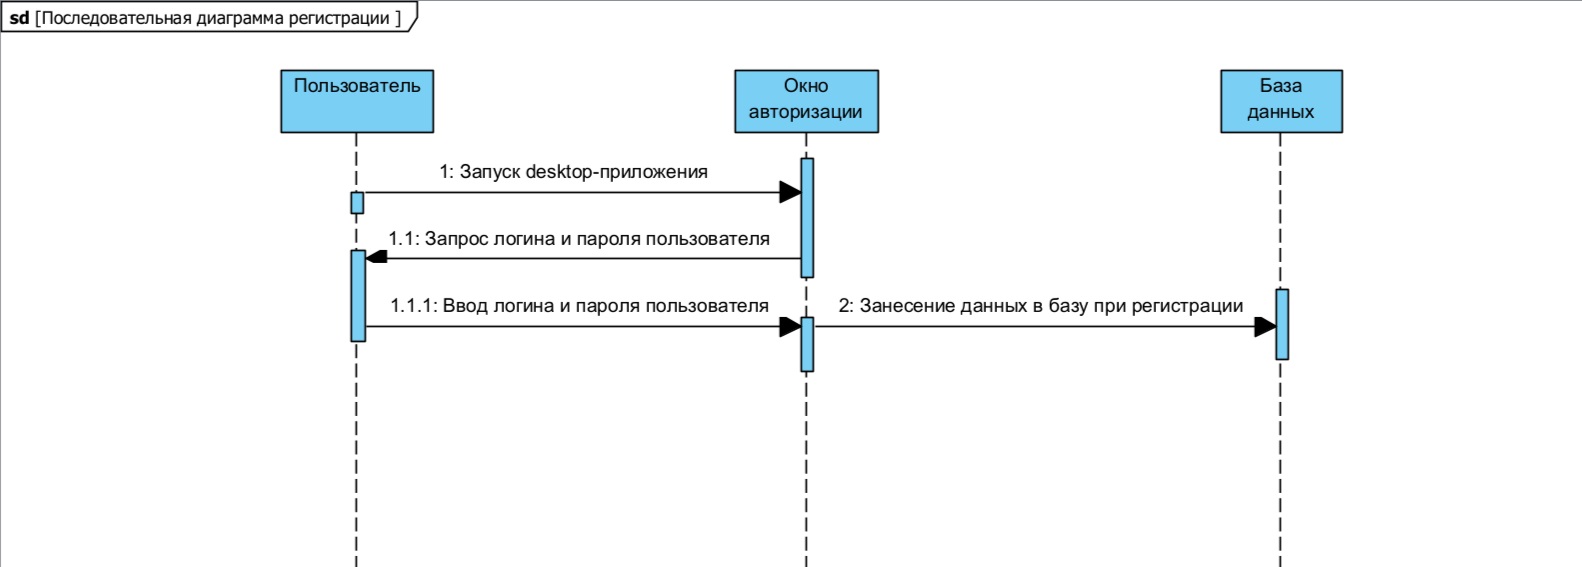 sd [Последовательная диаграмма регистрации ]
Пользователь
Окно
авторизации
База
данных
1: Запуск desktop-приложения
1.1: Запрос логина и пароля пользователя
1.1.1: Ввод логина и пароля пользователя
2: Занесение данных в базу при регистрации